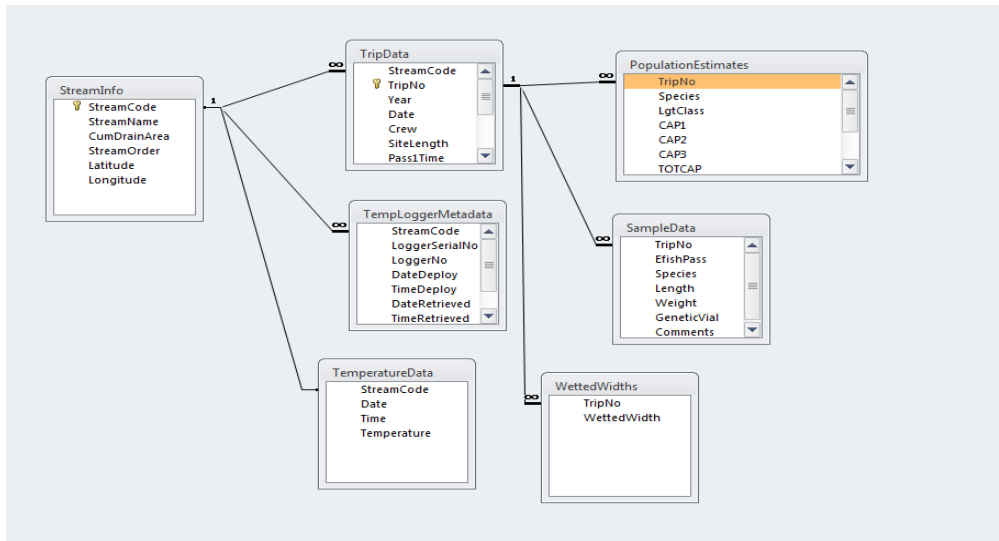 StreamInfo
StreamCode
StreamName
CumDrainArea
StreamOrder
Latitude
Longitude
1
∞
TripData
StreamCode
TripNo
Year
Date
Crew
SiteLength
Pass1Time
1
∞
PopulationEstimates
TripNo
Species
LgtClass
CAP1
CAP2
CAP3
TOTCAP
∞
TempLoggerMetadata
StreamCode
LoggerSerialNo
LoggerNo
DateDeploy
TimeDeploy
DateRetrieved
TimeRetrieved
∞
SampleData
TripNo
EfishPass
Species
Length
Weight
GeneticVial
Comments
TemperatureData
StreamCode
Date
Time
Temperature
∞
WettedWidths
TripNo
WettedWidth